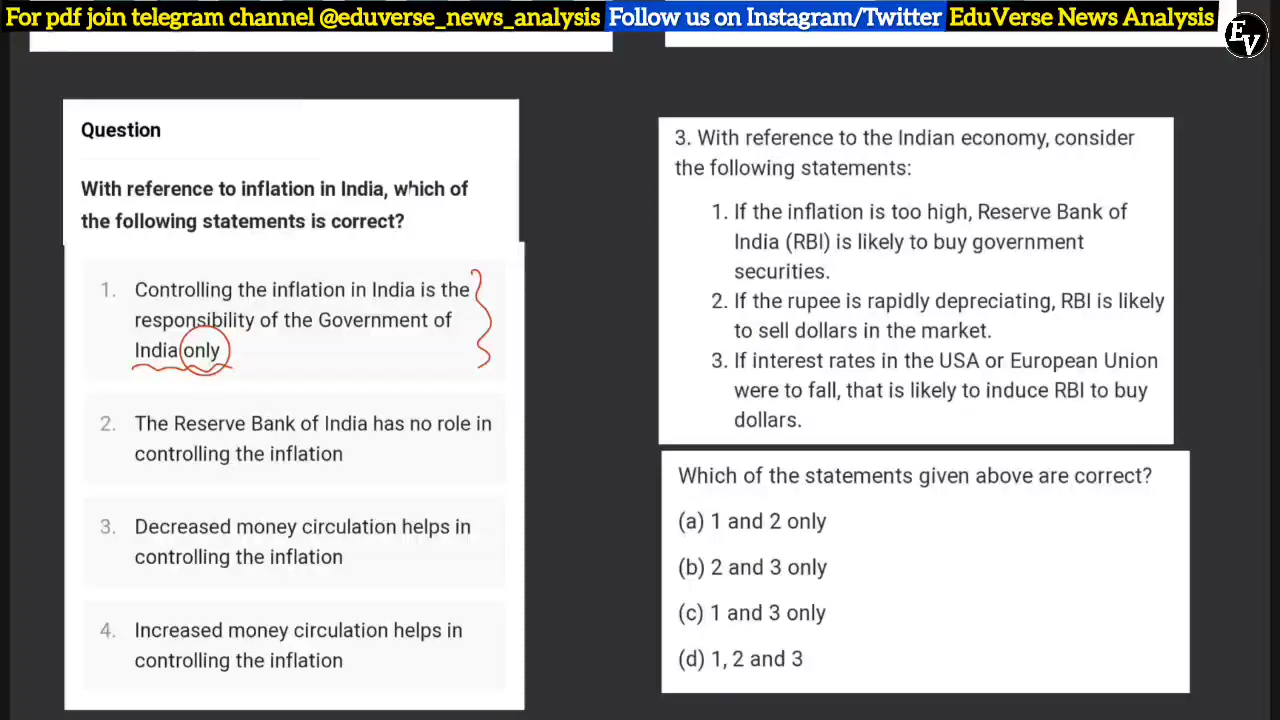 For pdf join telegram channel @eduverse_news_analysis Follow us on Instagram/Twitter EduVerse News Analysis
EV
Question
With reference to inflation in India, which of
the following statements is correct?
1. Controlling the inflation in India is the
responsibility of the Government of
India only
2. The Reserve Bank of India has no role in
controlling the inflation
3. Decreased money circulation helps in
controlling the inflation
4. Increased money circulation helps in
controlling the inflation
3. With reference to the Indian economy, consider
the following statements:
1. If the inflation is too high, Reserve Bank of
India (RBI) is likely to buy government
securities.
2. If the rupee is rapidly depreciating, RBI is likely
to sell dollars in the market.
3. If interest rates in the USA or European Union
were to fall, that is likely to induce RBI to buy
dollars.
Which of the statements given above are correct?
(a) 1 and 2 only
(b) 2 and 3 only
(c) 1 and 3 only
(d) 1, 2 and 3